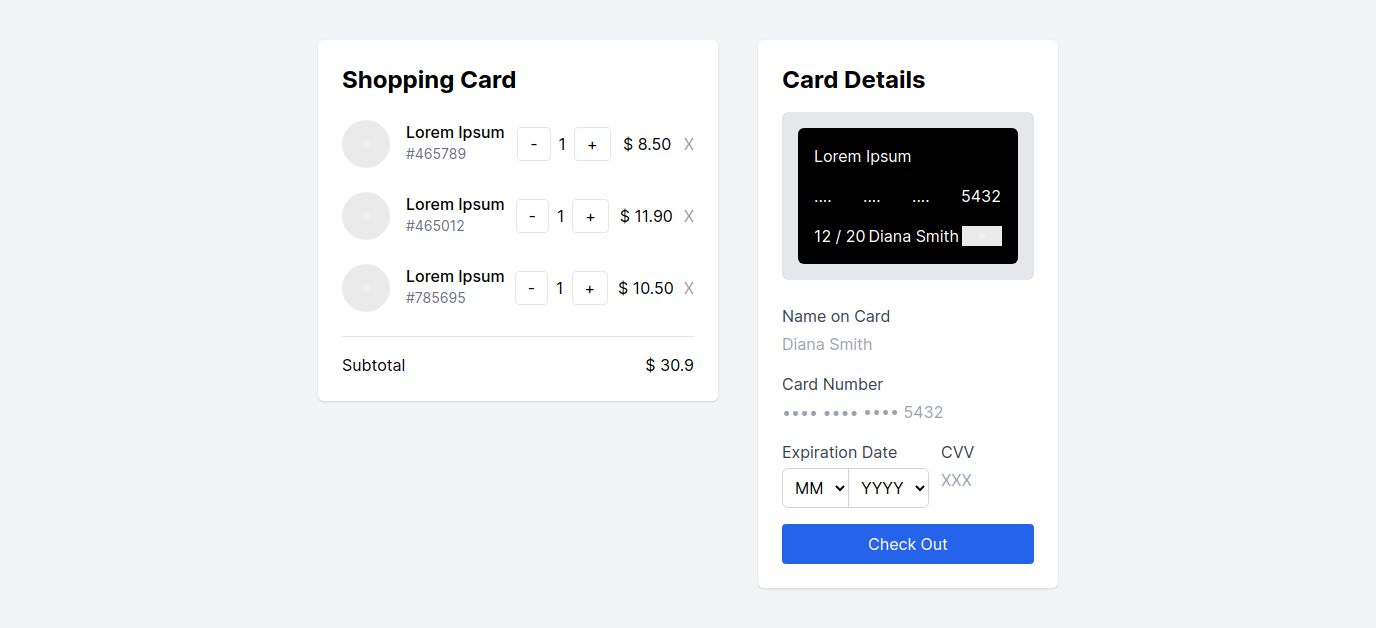 Shopping Card
Lorem Ipsum
#465789
- 1 + $ 8.50 X
Lorem Ipsum
#465012
- 1 + $ 11.90 X
Lorem Ipsum
#785695
- 1 + $ 10.50 X
Subtotal $ 30.9
Card Details
Lorem Ipsum
.... .... .... 5432
12 / 20 Diana Smith
Name on Card
Diana Smith
Card Number
•••• •••• •••• 5432
Expiration Date CVV
MM YYYY XXX
Check Out